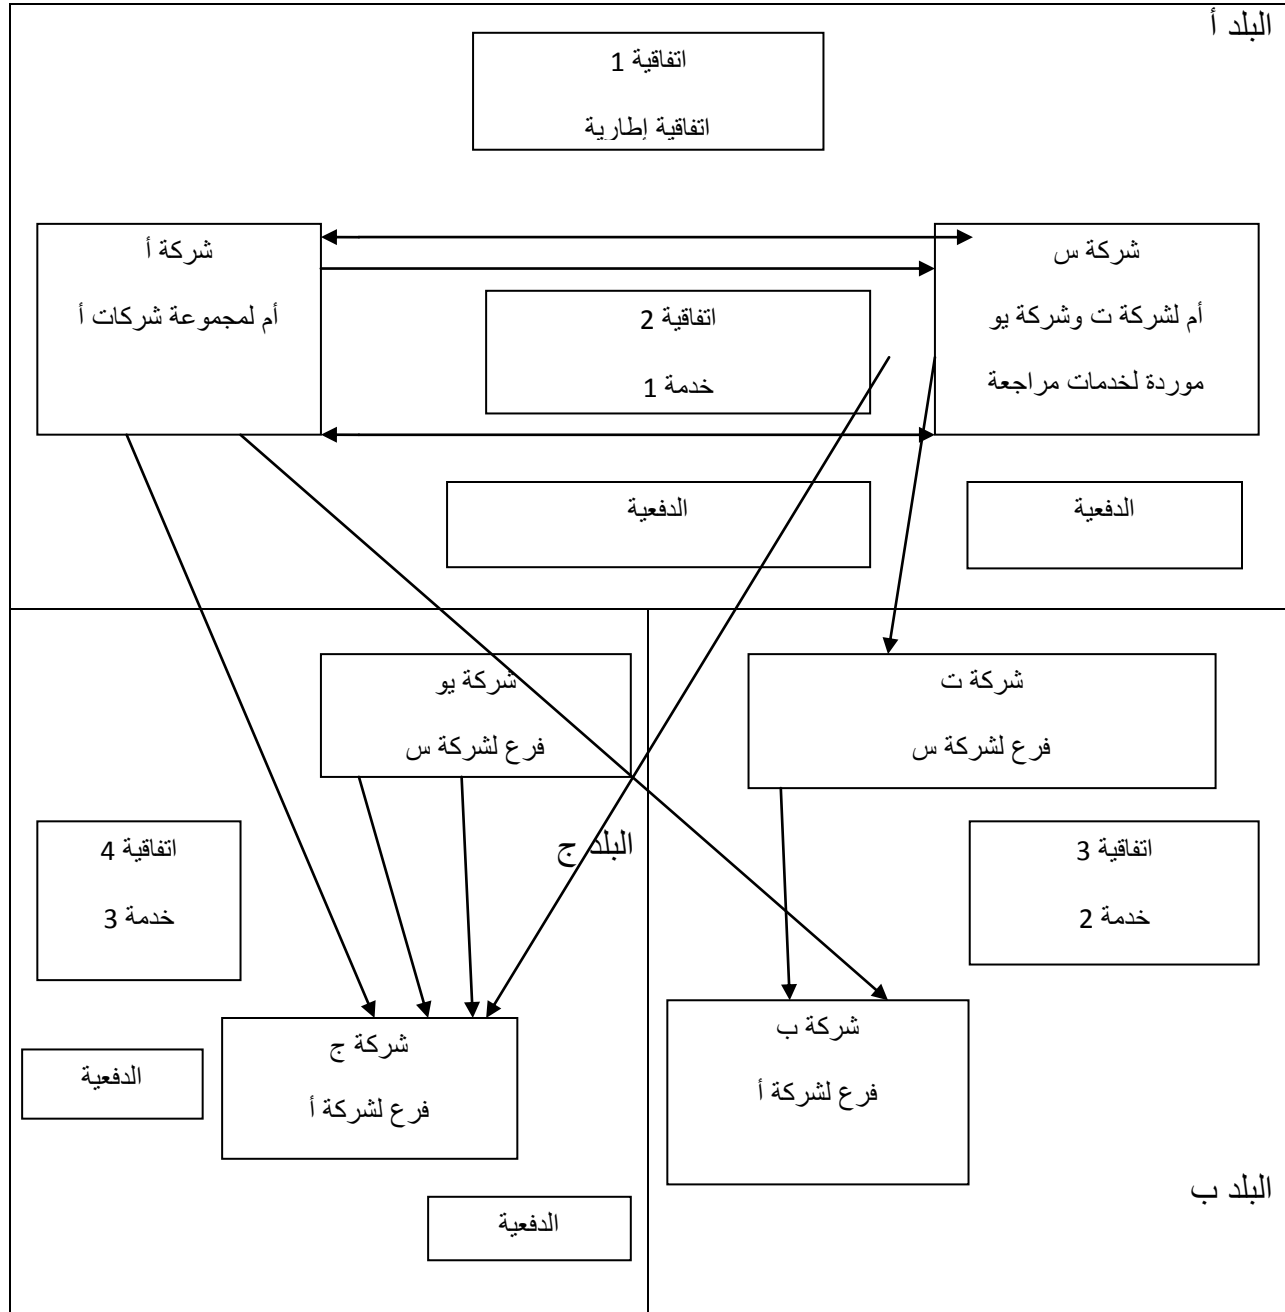 البلد أ
اتفاقية 1
اتفاقية إطارية
شركة س
أم لشركة ت وشركة يو
موردة لخدمات مراجعة
اتفاقية 2
خدمة 1
شركة أ
أم لمجموعة شركات أ
الدفعية
الدفعية
شركة ت
فرع لشركة س
اتفاقية 3
خدمة 2
شركة ب
فرع لشركة أ
البلد ب
شركة يو
فرع لشركة س
البلد ج
اتفاقية 4
خدمة 3
شركة ج
فرع لشركة أ
الدفعية
الدفعية